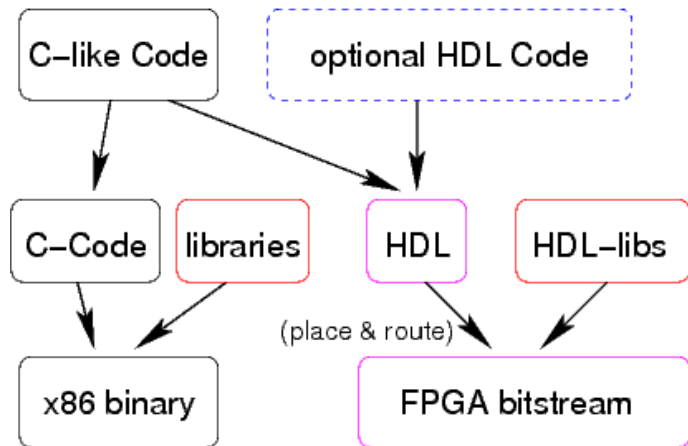 C-like Code
optional HDL Code
C-Code
libraries
HDL
HDL-libs
(place & route)
x86 binary
FPGA bitstream